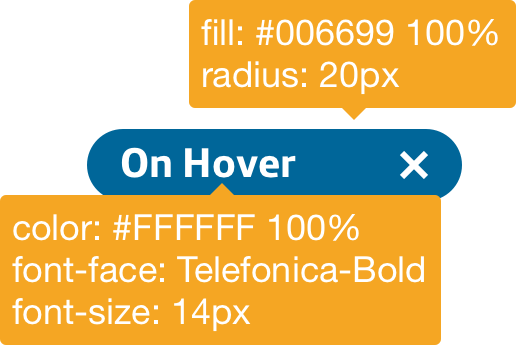 fill: #006699 100%
radius: 20px
On Hover ×
color: #FFFFFF 100%
font-face: Telefonica-Bold
font-size: 14px